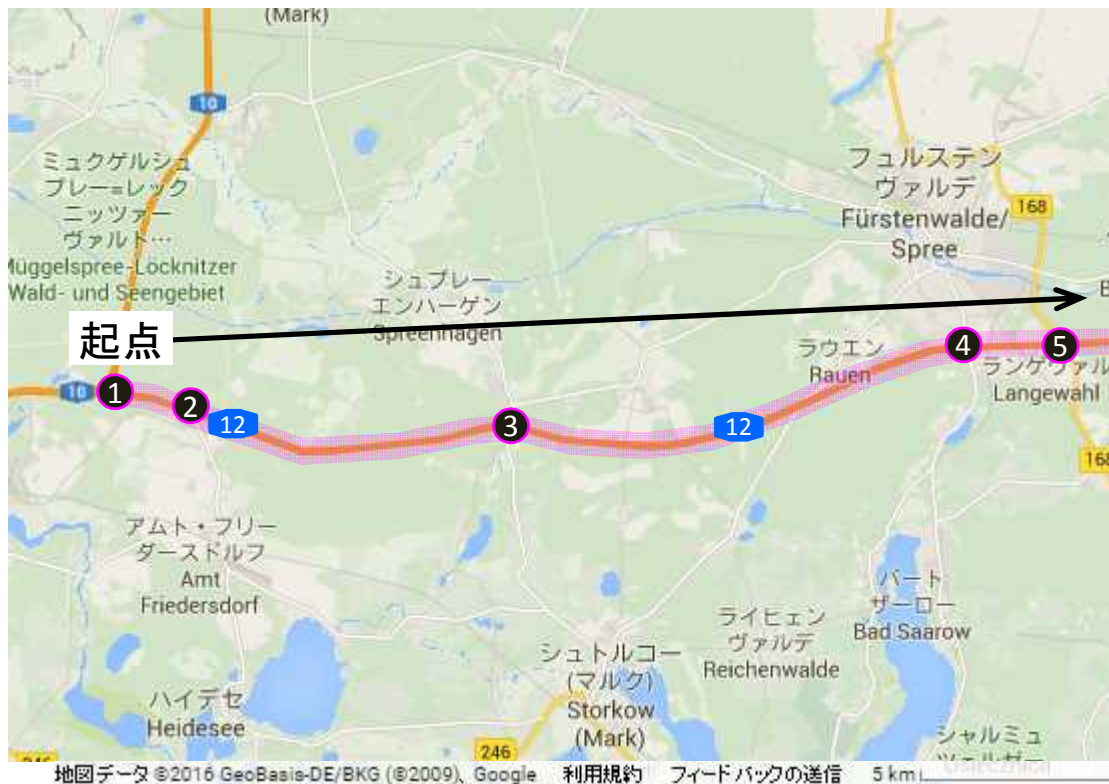 (Mark)
10
ミュクゲルシュ
プレー=レック
ニッツァー
ヴァルト…
Müggelspree-Löcknitzer
Wald- und Seengebiet
フュルステン
ヴァルデ
Fürstenwalde/
Spree
168
シュプレー
エンハーゲン
Spreenhagen
起点
10
1
2
12
3
12
ラウエン
Rauen
4
5
ランゲヴァル
Langewahl
168
アムト・フリー
ダースドルフ
Amt
Friedersdorf
バート
ザーロー
Bad Saarow
ライヒェン
ヴァルデ
Reichenwalde
シュトルコー
(マルク)
Storkow
(Mark)
ハイデゼ
Heidesee
246
246
シャルミュ
地図データ ©2016 GeoBasis-DE/BKG (©2009), Google 利用規約 フィードバックの送信 5 km